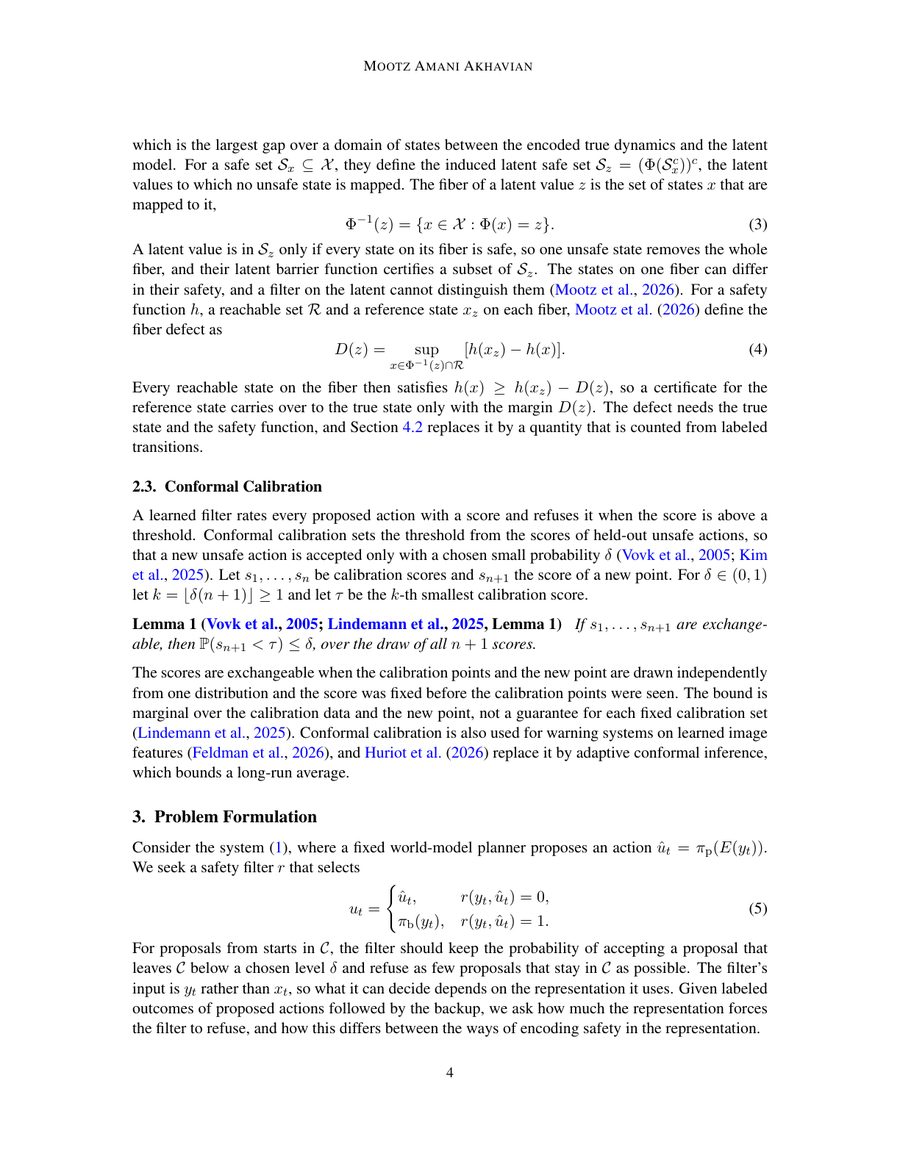 MOOTZ AMANI AKHAVIAN
which is the largest gap over a domain of states between the encoded true dynamics and the latent
model. For a safe set 𝒮ₓ ⊆ 𝒳, they define the induced latent safe set 𝒮_z = (Φ(𝒮ₓᶜ))ᶜ, the latent
values to which no unsafe state is mapped. The fiber of a latent value z is the set of states x that are
mapped to it,
Φ⁻¹(z) = {x ∈ 𝒳 : Φ(x) = z}. (3)
A latent value is in 𝒮_z only if every state on its fiber is safe, so one unsafe state removes the whole
fiber, and their latent barrier function certifies a subset of 𝒮_z. The states on one fiber can differ
in their safety, and a filter on the latent cannot distinguish them (Mootz et al., 2026). For a safety
function h, a reachable set ℛ and a reference state x_z on each fiber, Mootz et al. (2026) define the
fiber defect as
D(z) = sup_{x∈Φ⁻¹(z)∩ℛ} [h(x_z) − h(x)]. (4)
Every reachable state on the fiber then satisfies h(x) ≥ h(x_z) − D(z), so a certificate for the
reference state carries over to the true state only with the margin D(z). The defect needs the true
state and the safety function, and Section 4.2 replaces it by a quantity that is counted from labeled
transitions.
2.3. Conformal Calibration
A learned filter rates every proposed action with a score and refuses it when the score is above a
threshold. Conformal calibration sets the threshold from the scores of held-out unsafe actions, so
that a new unsafe action is accepted only with a chosen small probability δ (Vovk et al., 2005; Kim
et al., 2025). Let s₁, . . . , sₙ be calibration scores and sₙ₊₁ the score of a new point. For δ ∈ (0, 1)
let k = ⌊δ(n + 1)⌋ ≥ 1 and let τ be the k-th smallest calibration score.
Lemma 1 (Vovk et al., 2005; Lindemann et al., 2025, Lemma 1) If s₁, . . . , sₙ₊₁ are exchange-
able, then ℙ(sₙ₊₁ < τ) ≤ δ, over the draw of all n + 1 scores.
The scores are exchangeable when the calibration points and the new point are drawn independently
from one distribution and the score was fixed before the calibration points were seen. The bound is
marginal over the calibration data and the new point, not a guarantee for each fixed calibration set
(Lindemann et al., 2025). Conformal calibration is also used for warning systems on learned image
features (Feldman et al., 2026), and Huriot et al. (2026) replace it by adaptive conformal inference,
which bounds a long-run average.
3. Problem Formulation
Consider the system (1), where a fixed world-model planner proposes an action û_t = π_p(E(y_t)).
We seek a safety filter r that selects
u_t = { û_t, r(y_t, û_t) = 0,
π_b(y_t), r(y_t, û_t) = 1. (5)
For proposals from starts in 𝒞, the filter should keep the probability of accepting a proposal that
leaves 𝒞 below a chosen level δ and refuse as few proposals that stay in 𝒞 as possible. The filter's
input is y_t rather than x_t, so what it can decide depends on the representation it uses. Given labeled
outcomes of proposed actions followed by the backup, we ask how much the representation forces
the filter to refuse, and how this differs between the ways of encoding safety in the representation.
4